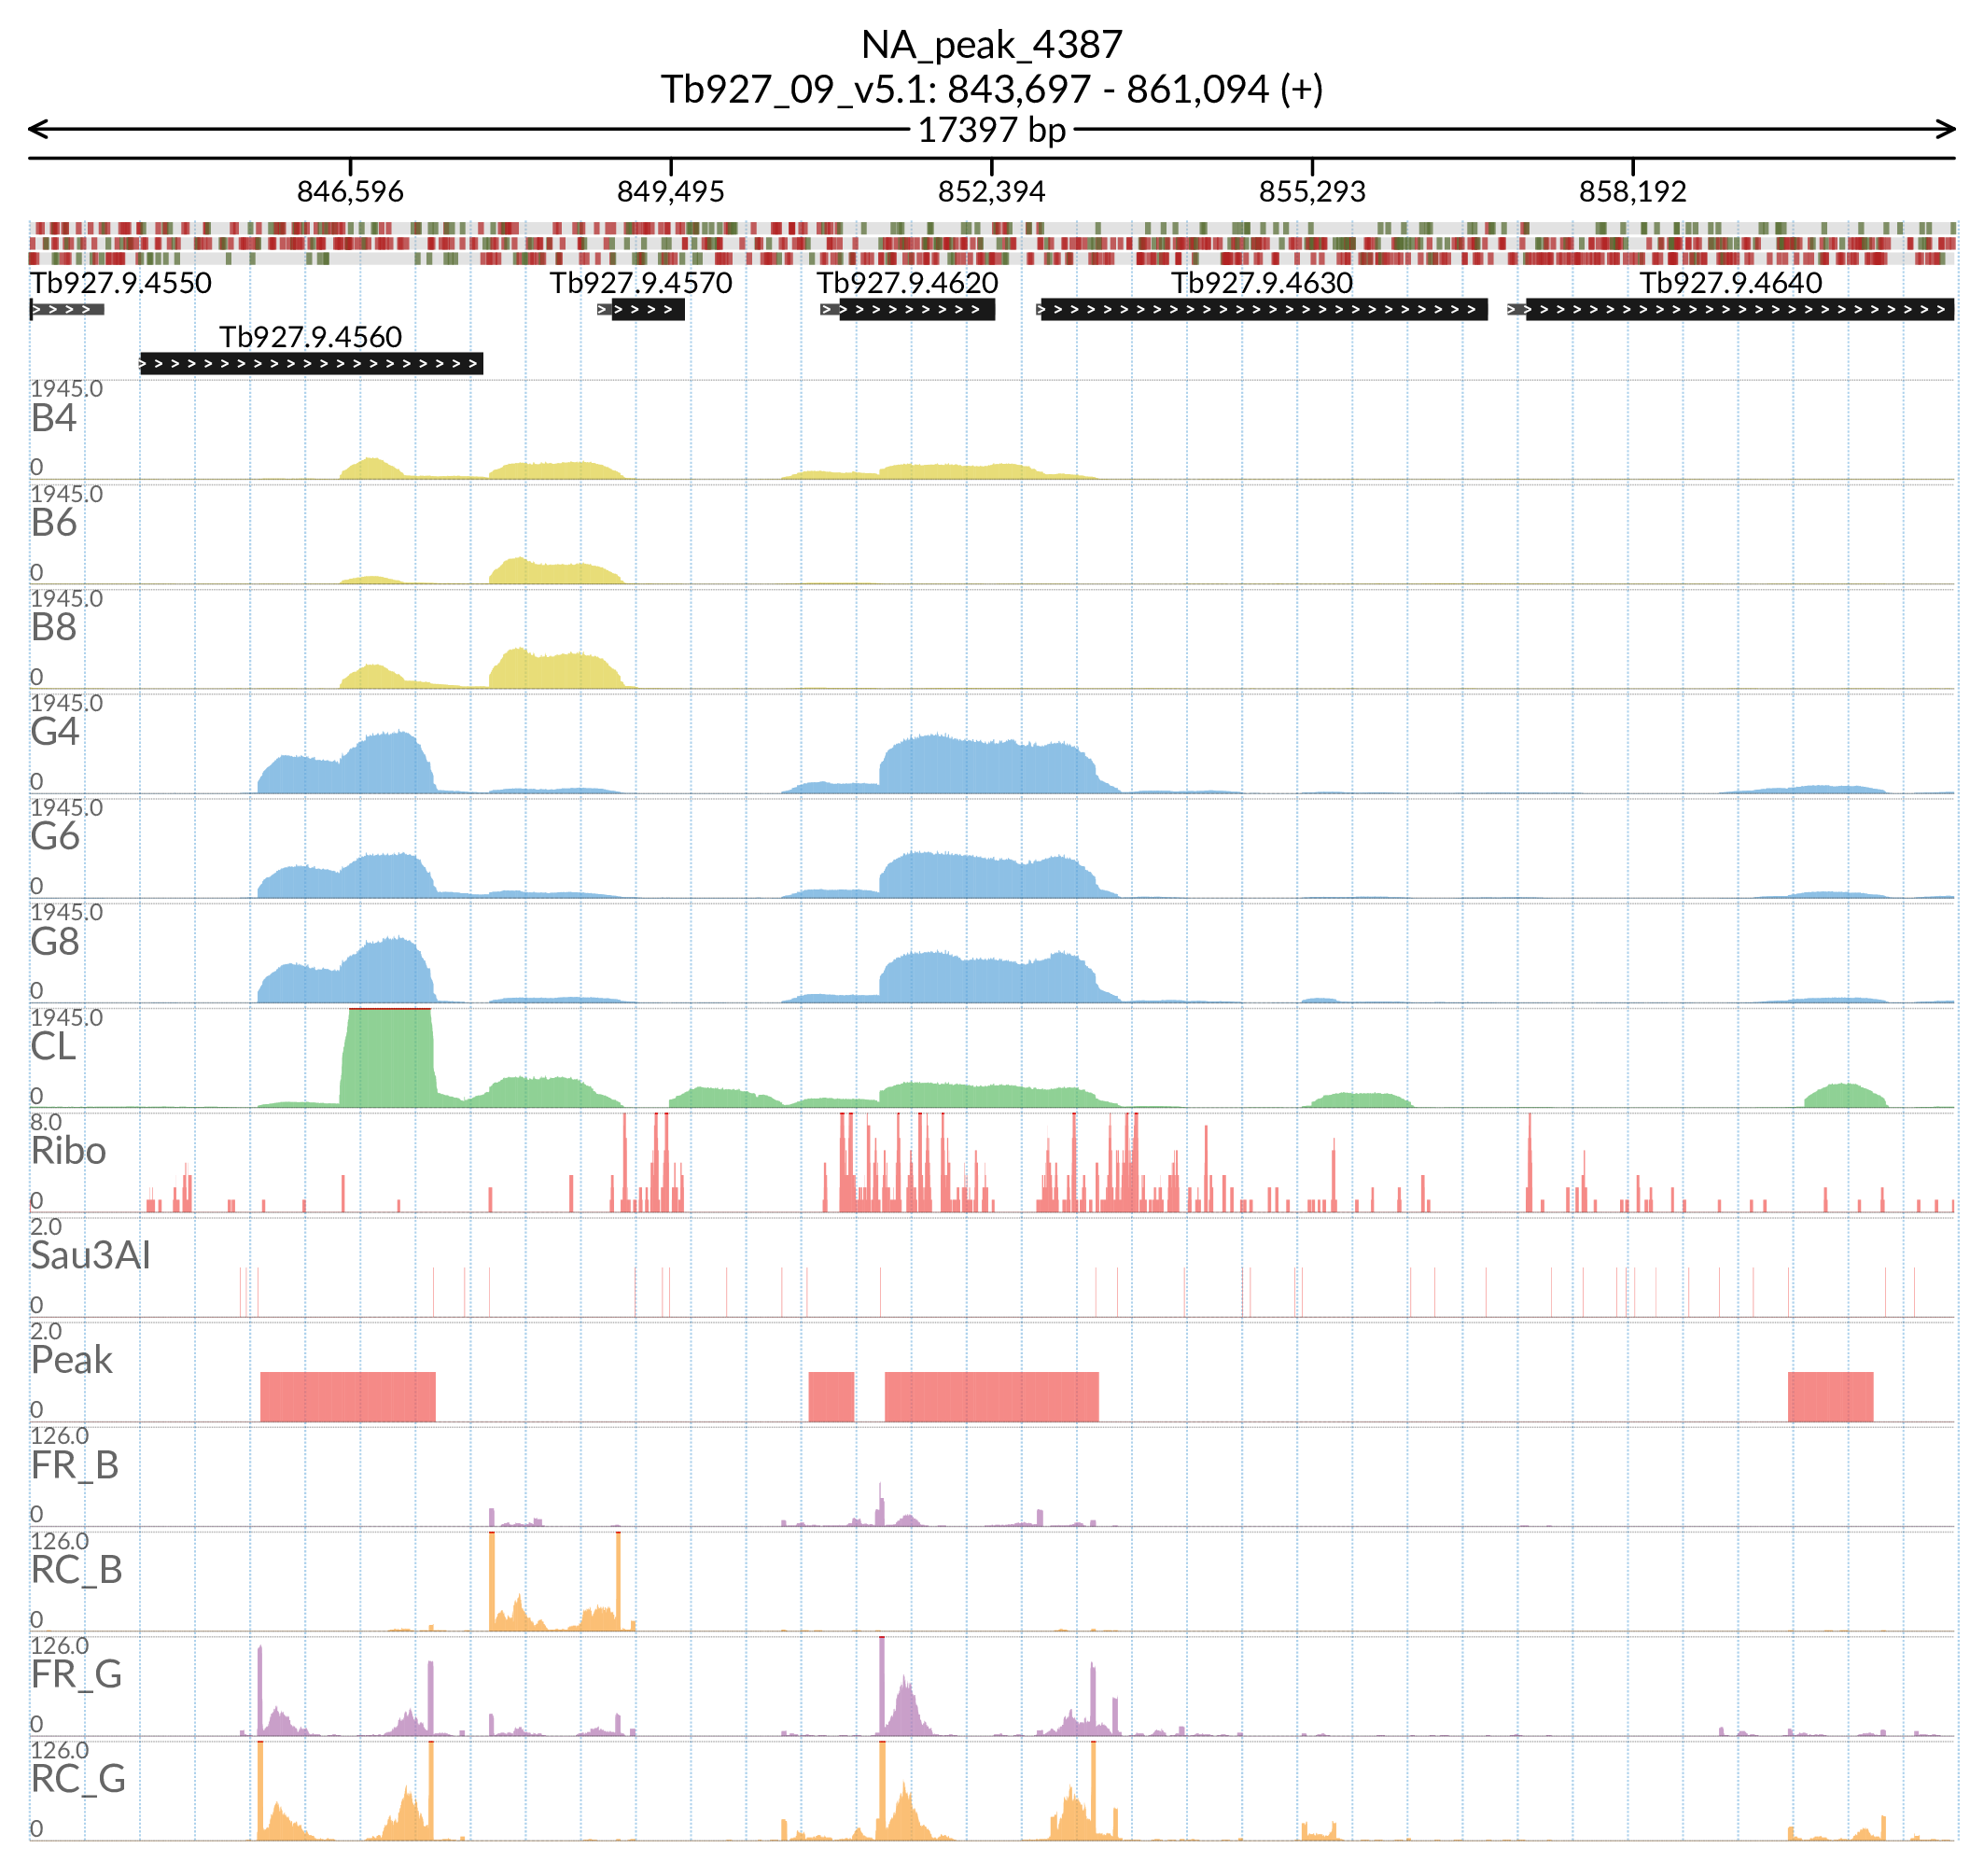 NA_peak_4387
Tb927_09_v5.1: 843,697 - 861,094 (+)
17397 bp
846,596 849,495 852,394 855,293 858,192
Tb927.9.4550 Tb927.9.4570 Tb927.9.4620 Tb927.9.4630 Tb927.9.4640
Tb927.9.4560
1945.0
B4
0
1945.0
B6
0
1945.0
B8
0
1945.0
G4
0
1945.0
G6
0
1945.0
G8
0
1945.0
CL
0
8.0
Ribo
0
2.0
Sau3AI
0
2.0
Peak
0
126.0
FR_B
0
126.0
RC_B
0
126.0
FR_G
0
126.0
RC_G
0